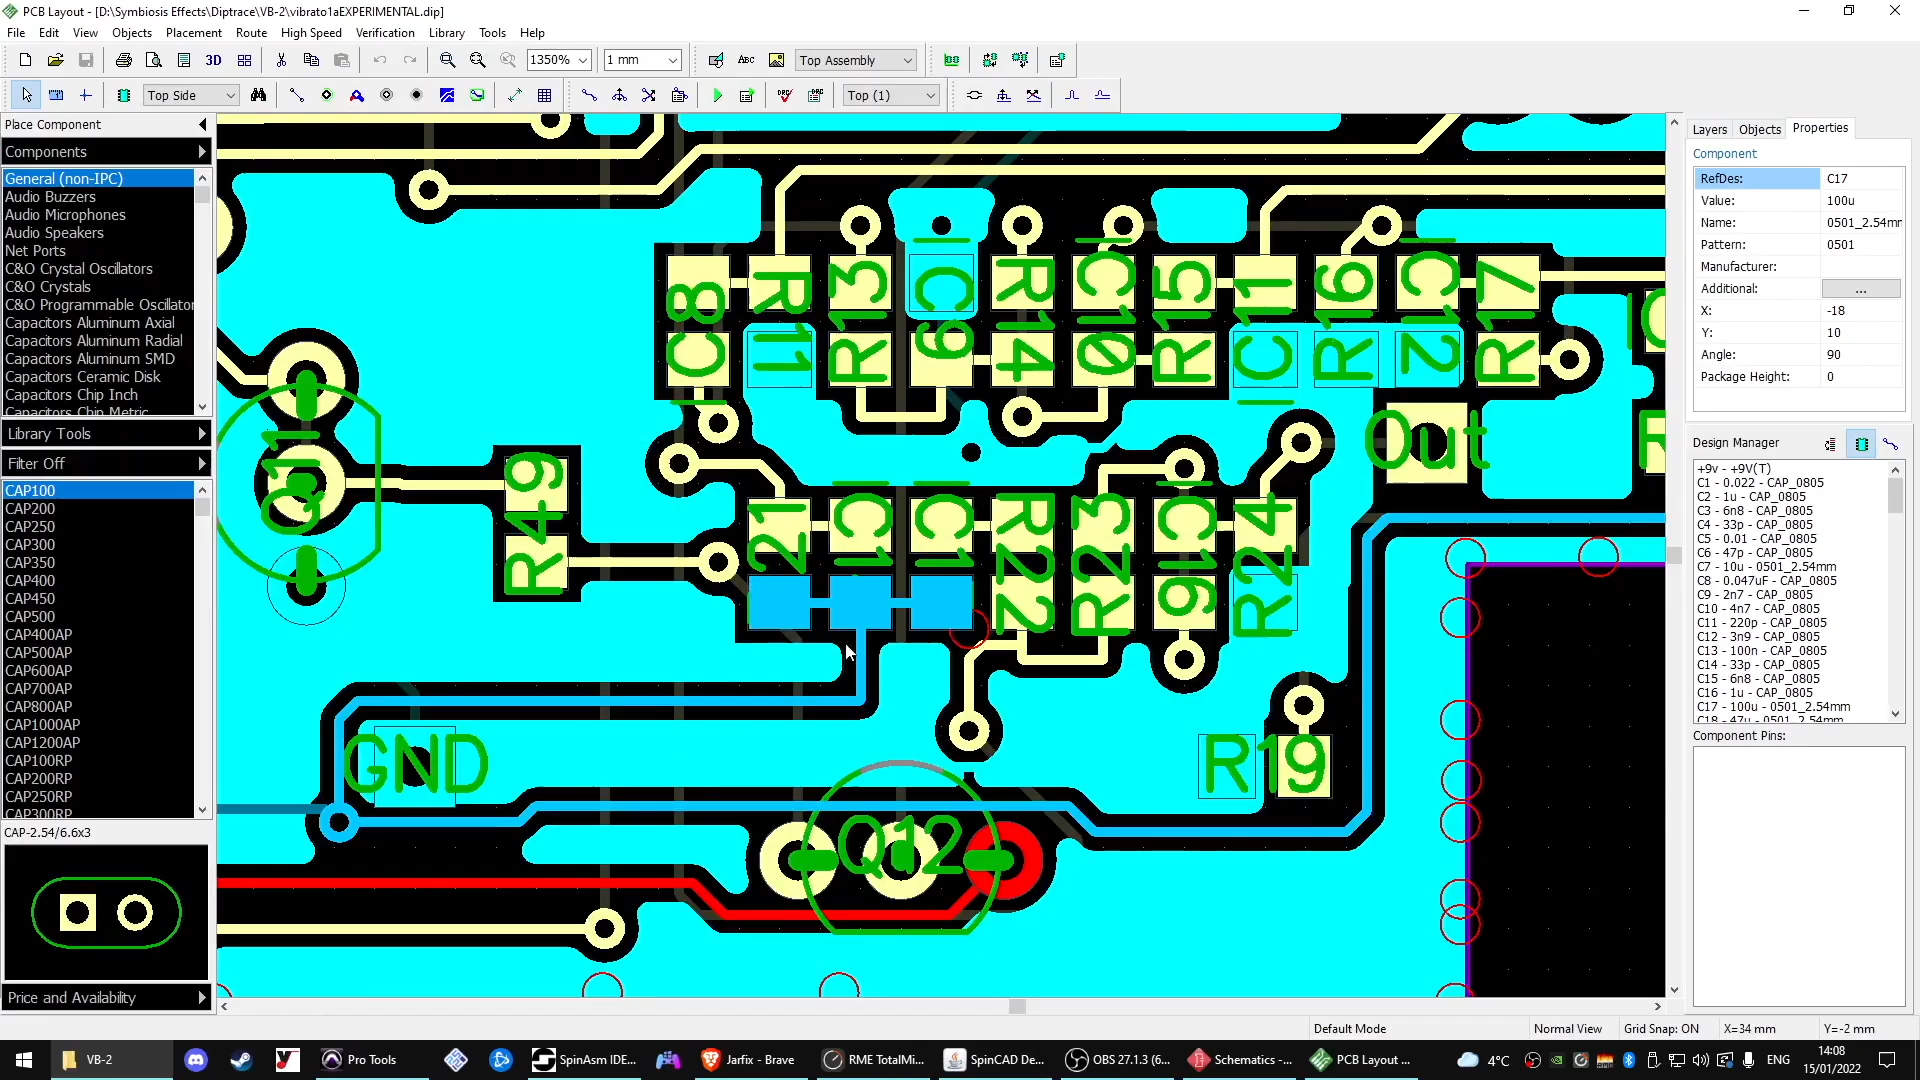 PCB Layout - [D:\Symbiosis Effects\Diptrace\VB-2\vibrato1aEXPERIMENTAL.dip]
File Edit View Objects Placement Route High Speed Verification Library Tools Help
3D 1350% 1 mm Abc Top Assembly
Top Side Top (1)
Place Component
Components
General (non-IPC)
Audio Buzzers
Audio Microphones
Audio Speakers
Net Ports
C&O Crystal Oscillators
C&O Crystals
C&O Programmable Oscillator
Capacitors Aluminum Axial
Capacitors Aluminum Radial
Capacitors Aluminum SMD
Capacitors Ceramic Disk
Capacitors Chip Inch
Capacitors Chip Metric
Library Tools
Filter Off
CAP100
CAP200
CAP250
CAP300
CAP350
CAP400
CAP450
CAP500
CAP400AP
CAP500AP
CAP600AP
CAP700AP
CAP800AP
CAP1000AP
CAP1200AP
CAP100RP
CAP200RP
CAP250RP
CAP300RP
CAP-2.54/6.6x3
Price and Availability
C8 R11 R13 C9 R14 C10 R15 C11 R16 C12 R17
Q11 R49 21 C1 C1 R22 R23 C16 R24
Out
GND
R19
Q12
Layers Objects Properties
Component
RefDes: C17
Value: 100u
Name: 0501_2.54mm
Pattern: 0501
Manufacturer:
Additional: ...
X: -18
Y: 10
Angle: 90
Package Height: 0
Design Manager
+9v - +9V(T)
C1 - 0.022 - CAP_0805
C2 - 1u - CAP_0805
C3 - 6n8 - CAP_0805
C4 - 33p - CAP_0805
C5 - 0.01 - CAP_0805
C6 - 47p - CAP_0805
C7 - 10u - 0501_2.54mm
C8 - 0.047uF - CAP_0805
C9 - 2n7 - CAP_0805
C10 - 4n7 - CAP_0805
C11 - 220p - CAP_0805
C12 - 3n9 - CAP_0805
C13 - 100n - CAP_0805
C14 - 33p - CAP_0805
C15 - 6n8 - CAP_0805
C16 - 1u - CAP_0805
C17 - 100u - 0501_2.54mm
C18 - 47u - 0501_2.54mm
Component Pins:
Default Mode Normal View Grid Snap: ON X=34 mm Y=-2 mm
VB-2 Pro Tools SpinAsm IDE... Jarfix - Brave RME TotalMi... SpinCAD De... OBS 27.1.3 (6... Schematics -... PCB Layout ... 4°C ENG 14:08
15/01/2022